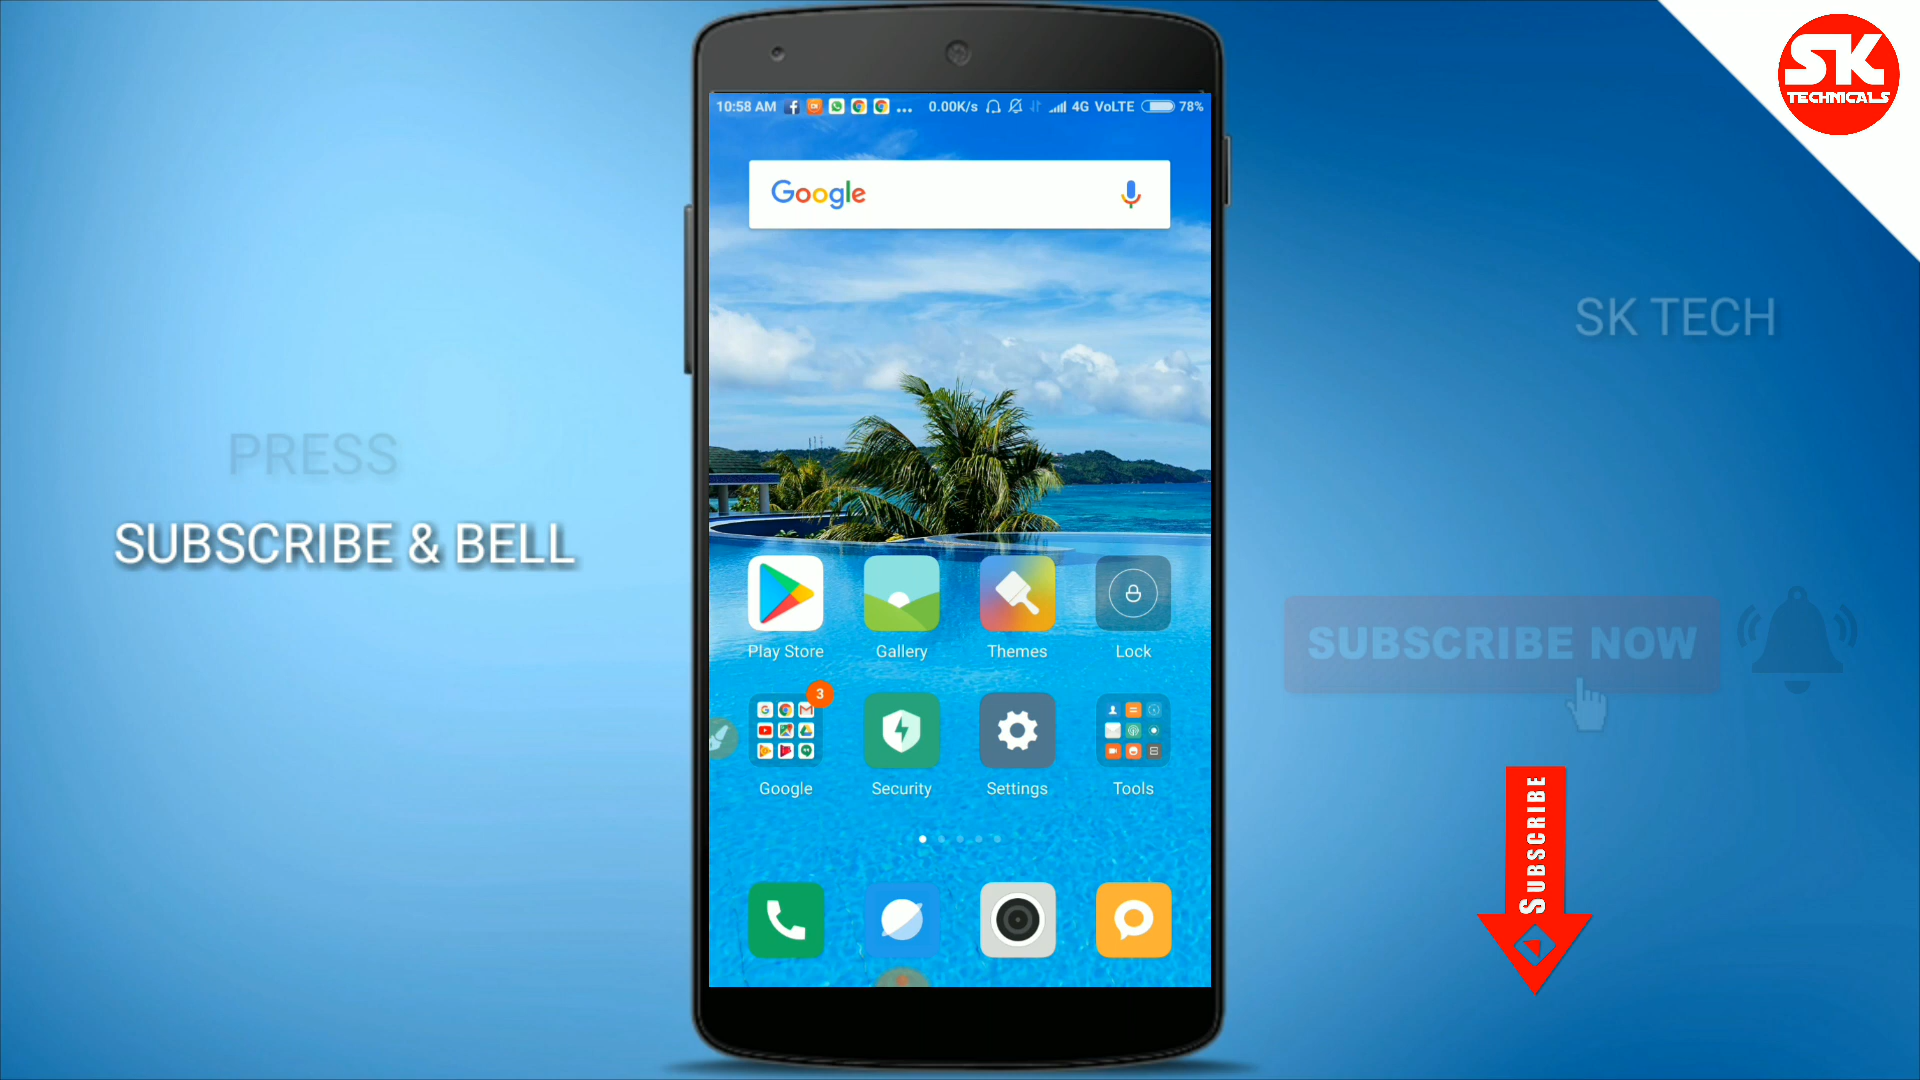 SK
TECHNICALS
10:58 AM ... 0.00K/s 4G VoLTE 78%
Google
SK TECH
PRESS
SUBSCRIBE & BELL
Play Store Gallery Themes Lock
SUBSCRIBE NOW
3
Google Security Settings Tools
SUBSCRIBE